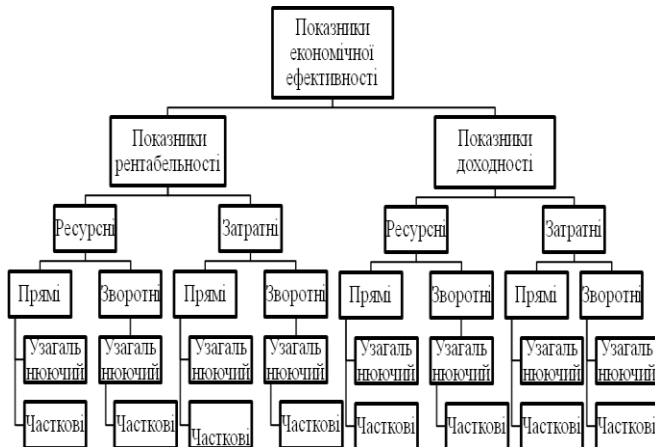 Показники
економічної
ефективності
Показники
рентабельності
Показники
доходності
Ресурсні
Затратні
Ресурсні
Затратні
Прямі
Зворотні
Прямі
Зворотні
Прямі
Зворотні
Прямі
Зворотні
Узагаль
нюючий
Узагаль
нюючий
Узагаль
нюючий
Узагаль
нюючий
Узагаль
нюючий
Узагаль
нюючий
Узагаль
нюючий
Узагаль
нюючий
Часткові
Часткові
Часткові
Часткові
Часткові
Часткові
Часткові
Часткові